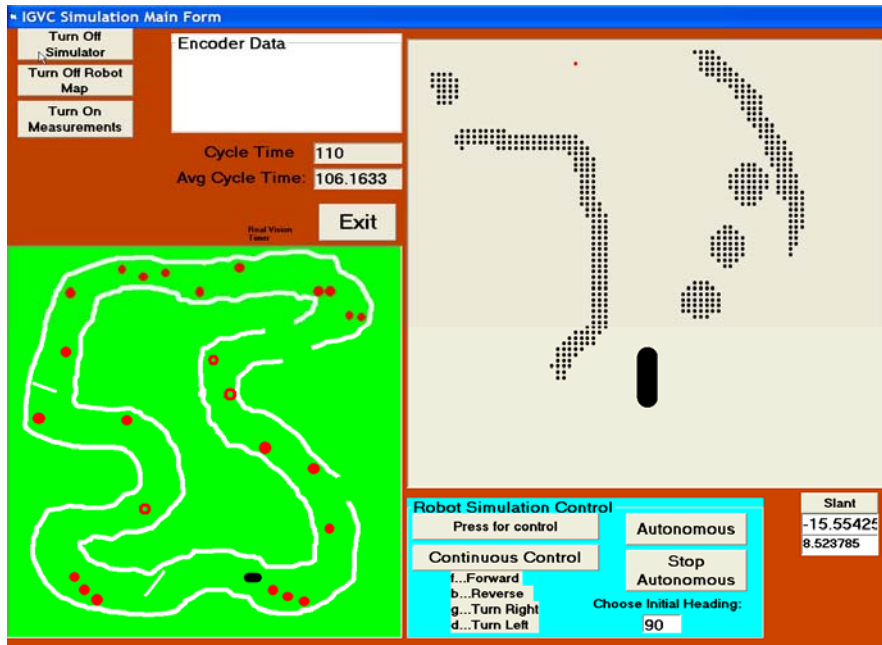 IGVC Simulation Main Form
Turn Off
Simulator
Turn Off Robot
Map
Turn On
Measurements
Encoder Data
Cycle Time 110
Avg Cycle Time: 106.1633
Real Vision
Timer
Exit
Robot Simulation Control
Press for control
Autonomous
Continuous Control
Stop
Autonomous
f...Forward
b...Reverse
g...Turn Right
d...Turn Left
Choose Initial Heading:
90
Slant
-15.55425
8.523785